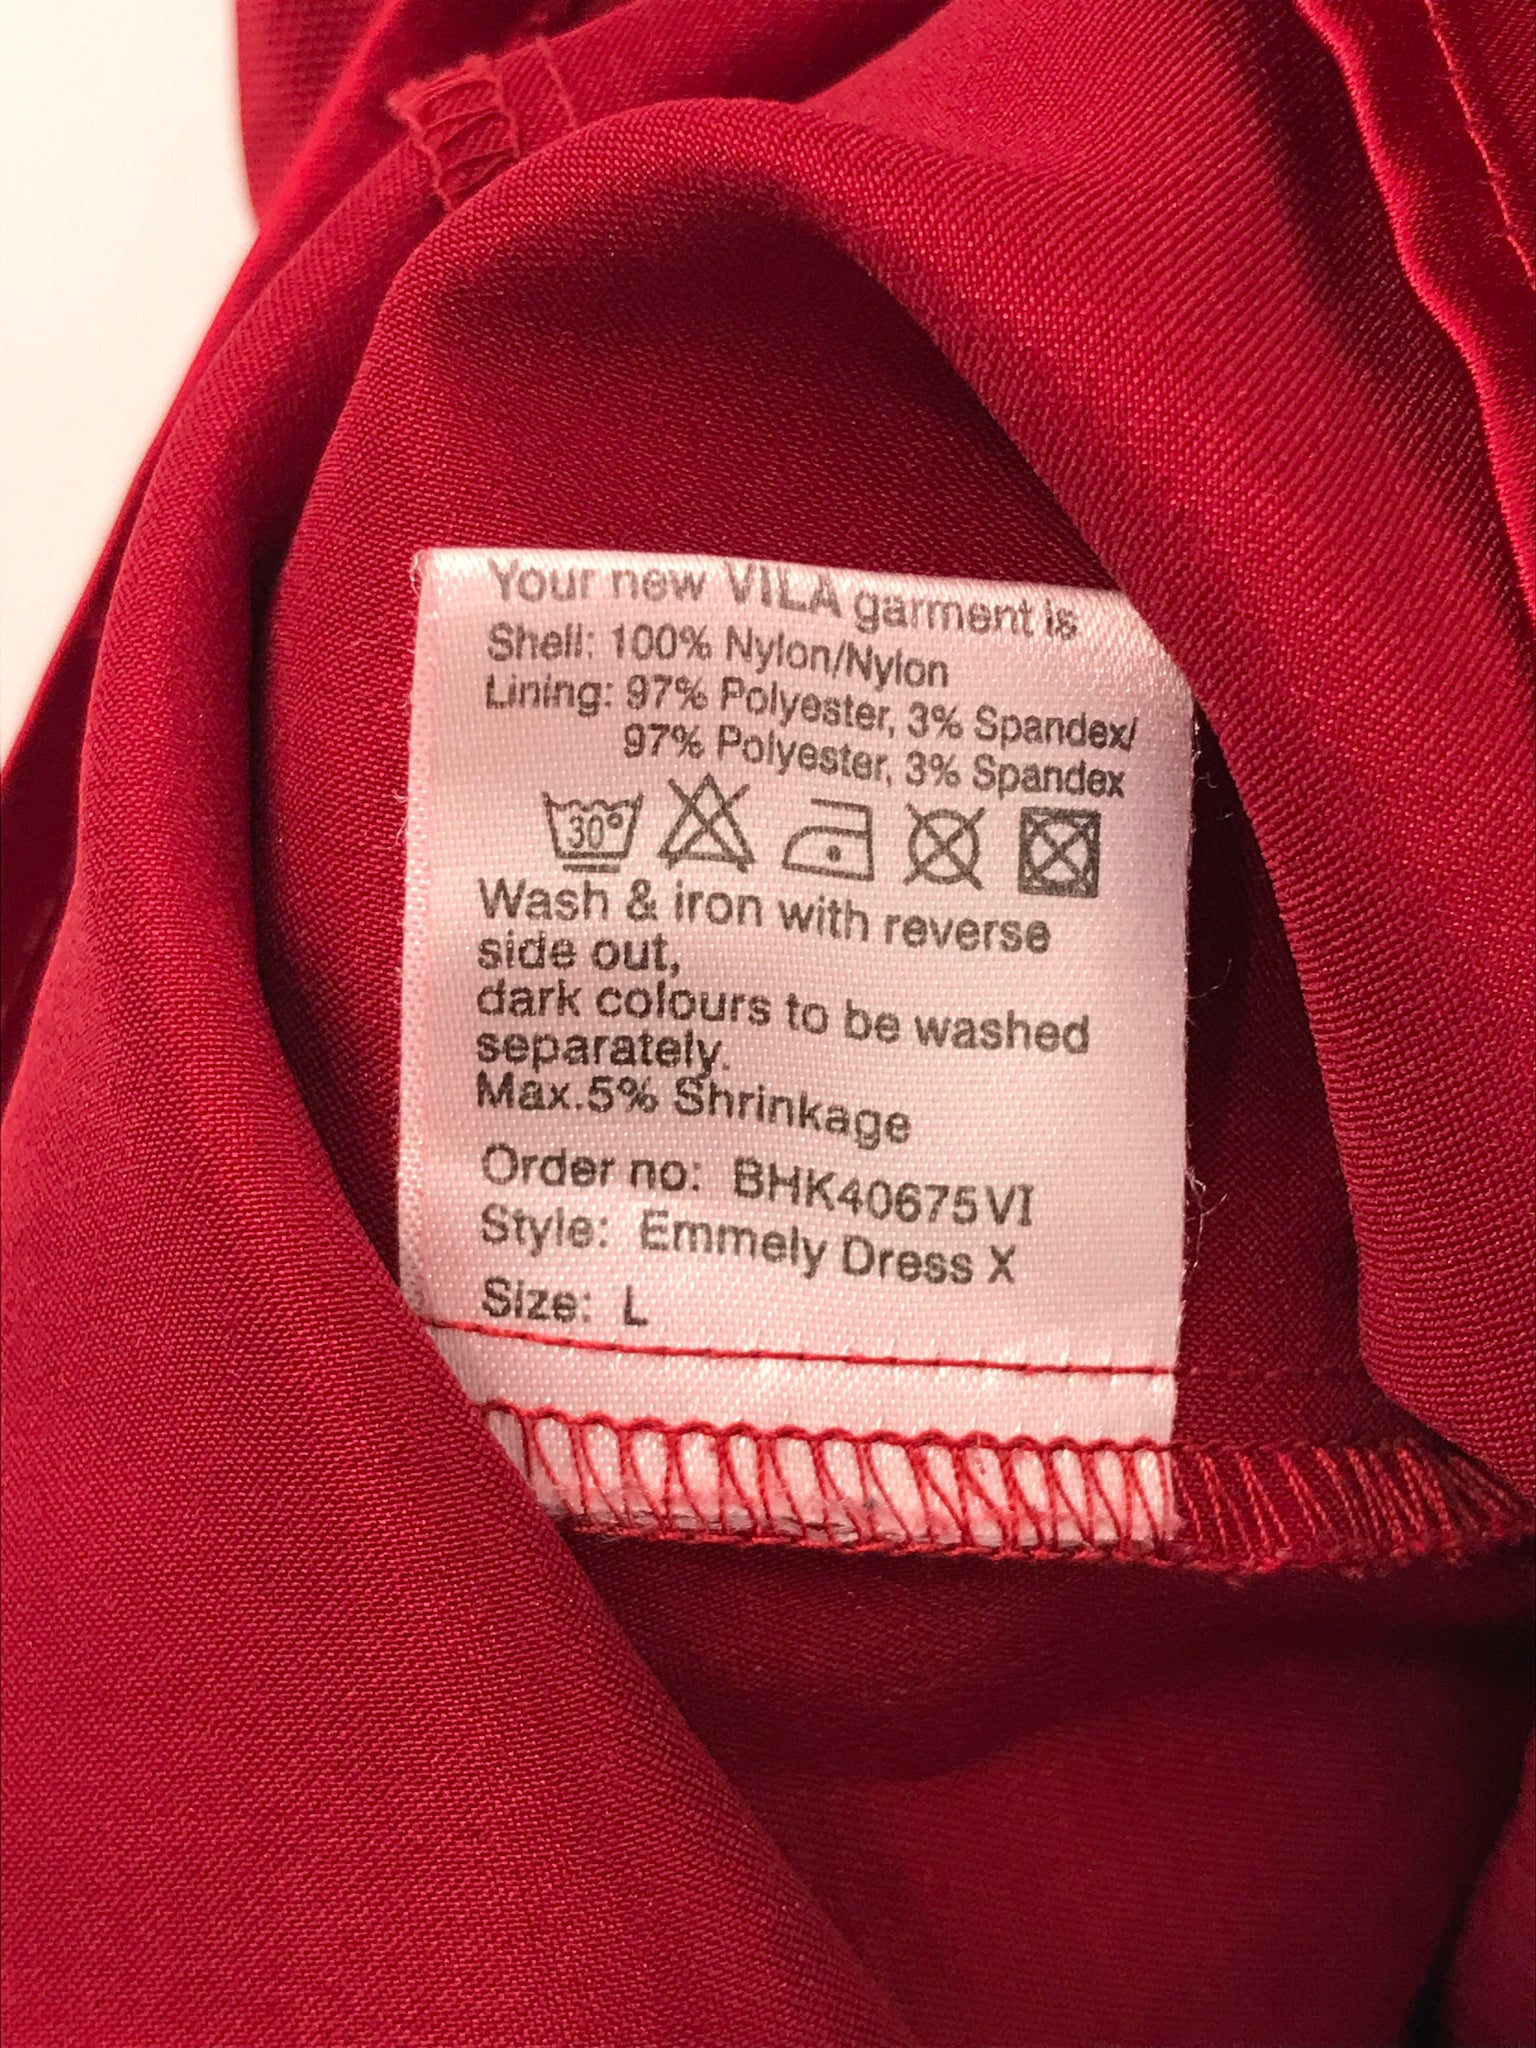 Your new VILA garment is
Shell: 100% Nylon/Nylon
Lining: 97% Polyester, 3% Spandex/
97% Polyester, 3% Spandex
30°
Wash & iron with reverse
side out,
dark colours to be washed
separately.
Max.5% Shrinkage
Order no: BHK40675VI
Style: Emmely Dress X
Size: L